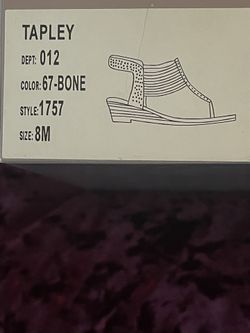 TAPLEY
DEPT: 012
COLOR: 67-BONE
STYLE: 1757
SIZE: 8M